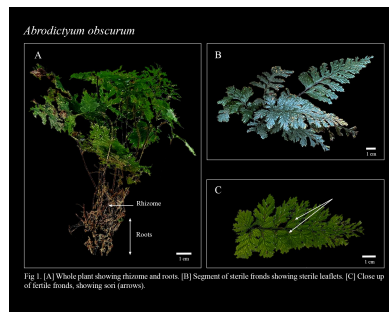 Abrodictyum obscurum
A
B
Rhizome
Roots
1 cm
1 cm
C
1 cm
Fig 1. [A] Whole plant showing rhizome and roots. [B] Segment of sterile fronds showing sterile leaflets. [C] Close up
of fertile fronds, showing sori (arrows).